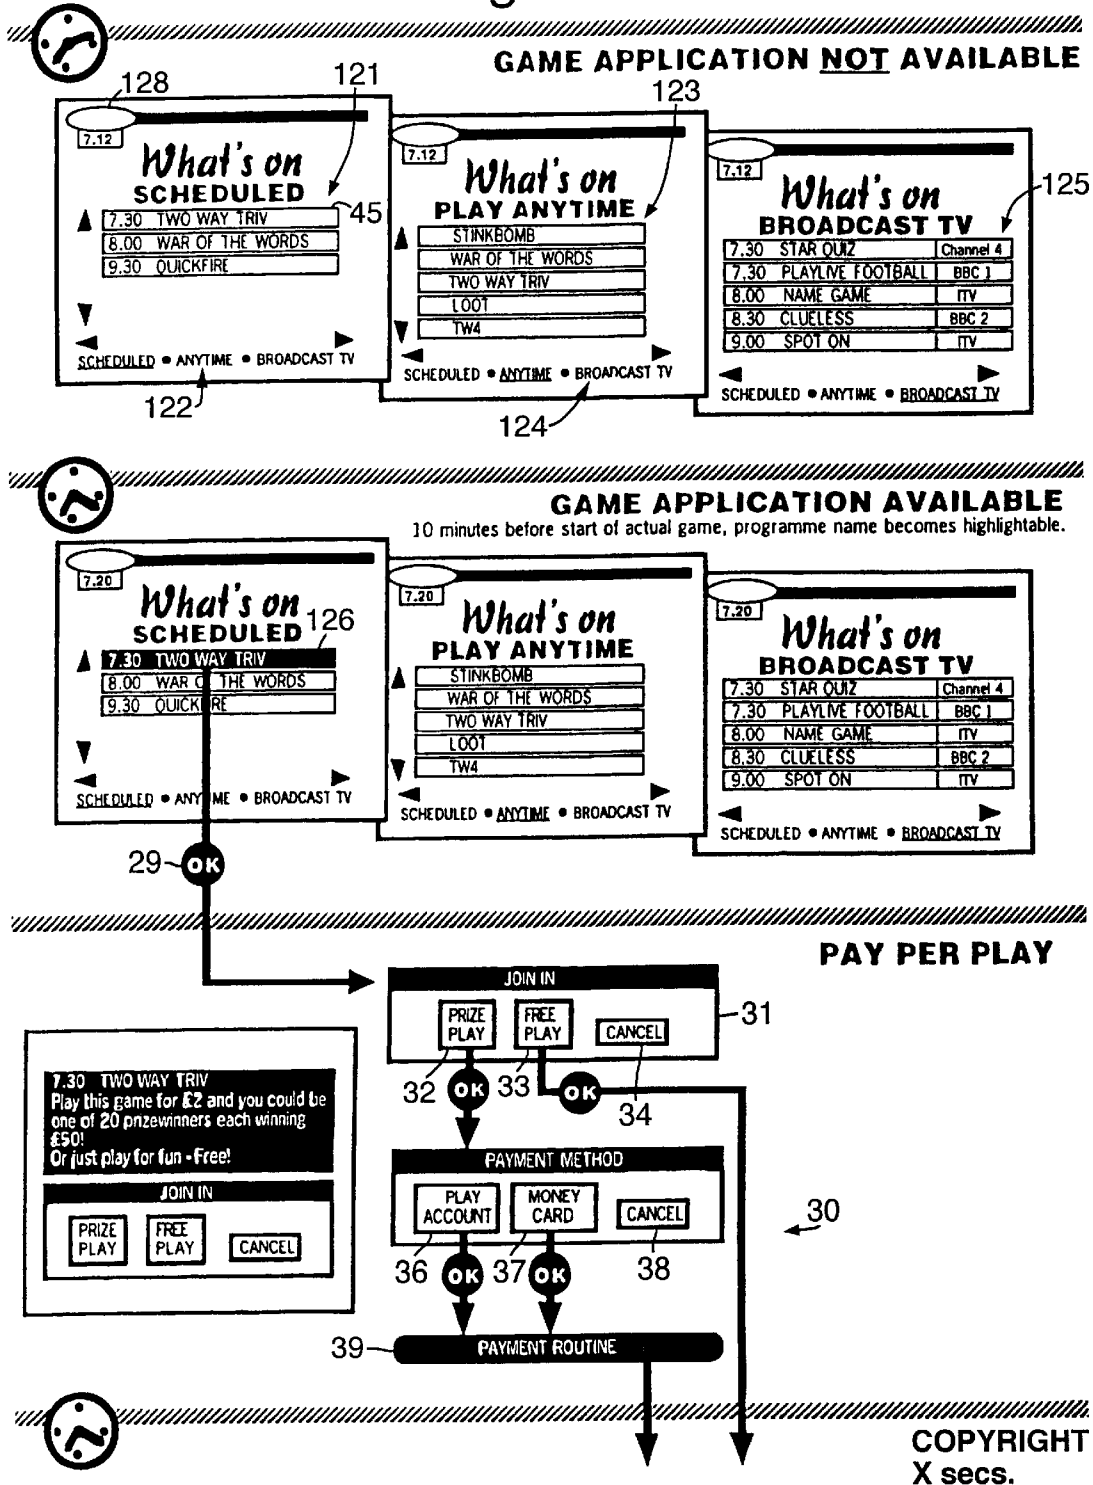 GAME APPLICATION NOT AVAILABLE
128
121
123
7.12
What's on
SCHEDULED
7.30 TWO WAY TRIV
45
8.00 WAR OF THE WORDS
9.30 QUICKFIRE
SCHEDULED • ANYTIME • BROADCAST TV
122
7.12
What's on
PLAY ANYTIME
STINKBOMB
WAR OF THE WORDS
TWO WAY TRIV
LOOT
TW4
SCHEDULED • ANYTIME • BROADCAST TV
124
7.12
What's on
125
BROADCAST TV
7.30 STAR QUIZ Channel 4
7.30 PLAYLIVE FOOTBALL BBC 1
8.00 NAME GAME ITV
8.30 CLUELESS BBC 2
9.00 SPOT ON ITV
SCHEDULED • ANYTIME • BROADCAST TV
GAME APPLICATION AVAILABLE
10 minutes before start of actual game, programme name becomes highlightable.
7.20
What's on
126
SCHEDULED
7.30 TWO WAY TRIV
8.00 WAR O THE WORDS
9.30 QUICK RE
SCHEDULED • ANY ME • BROADCAST TV
7.20
What's on
PLAY ANYTIME
STINKBOMB
WAR OF THE WORDS
TWO WAY TRIV
LOOT
TW4
SCHEDULED • ANYTIME • BROADCAST TV
7.20
What's on
BROADCAST TV
7.30 STAR QUIZ Channel 4
7.30 PLAYLIVE FOOTBALL BBC 1
8.00 NAME GAME ITV
8.30 CLUELESS BBC 2
9.00 SPOT ON ITV
SCHEDULED • ANYTIME • BROADCAST TV
29
OK
PAY PER PLAY
JOIN IN
PRIZE PLAY
FREE PLAY
CANCEL
31
32
OK
33
OK
34
7.30 TWO WAY TRIV
Play this game for £2 and you could be
one of 20 prizewinners each winning
£50!
Or just play for fun - Free!
JOIN IN
PRIZE PLAY
FREE PLAY
CANCEL
PAYMENT METHOD
PLAY ACCOUNT
MONEY CARD
CANCEL
30
36
OK
37
OK
38
39
PAYMENT ROUTINE
COPYRIGHT
X secs.